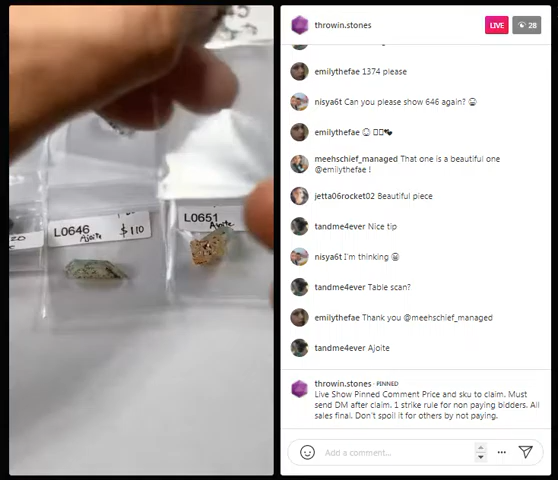 L0646
Ajoite
$110
L0651
Ajoite
throwin.stones
LIVE
28
emilythefae 1374 please
nisya6t Can you please show 646 again?
emilythefae
meehschief_managed That one is a beautiful one
@emilythefae !
jetta06rocket02 Beautiful piece
tandme4ever Nice tip
nisya6t I'm thinking
tandme4ever Table scan?
emilythefae Thank you @meehschief_managed
tandme4ever Ajoite
throwin.stones · PINNED
Live Show Pinned Comment Price and sku to claim. Must
send DM after claim. 1 strike rule for non paying bidders. All
sales final. Don't spoil it for others by not paying.
Add a comment...